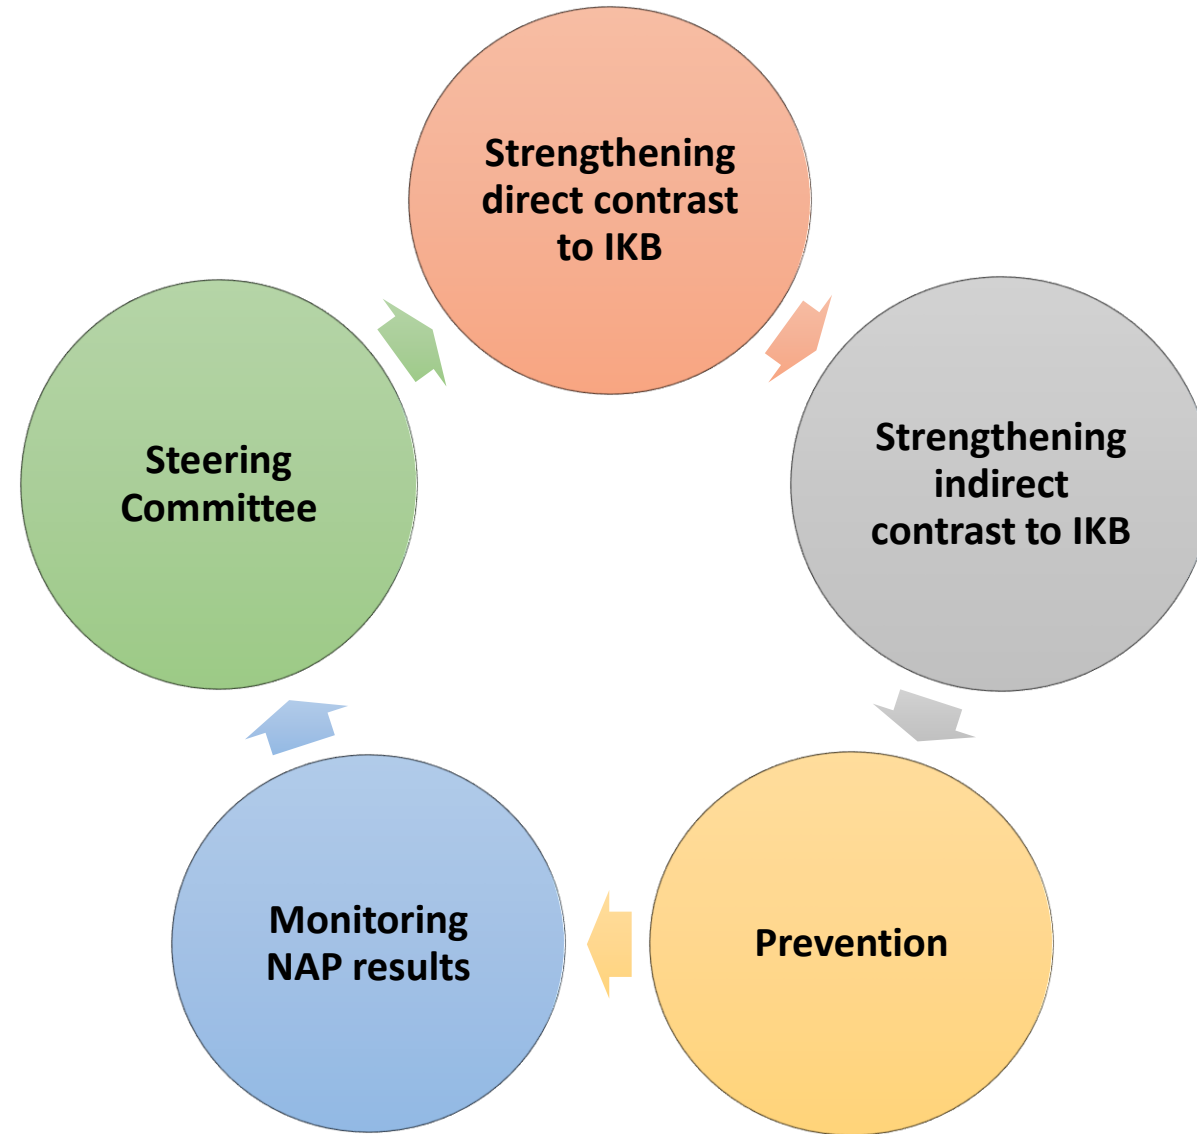 Strengthening
direct contrast
to IKB
Strengthening
indirect
contrast to IKB
Prevention
Monitoring
NAP results
Steering
Committee